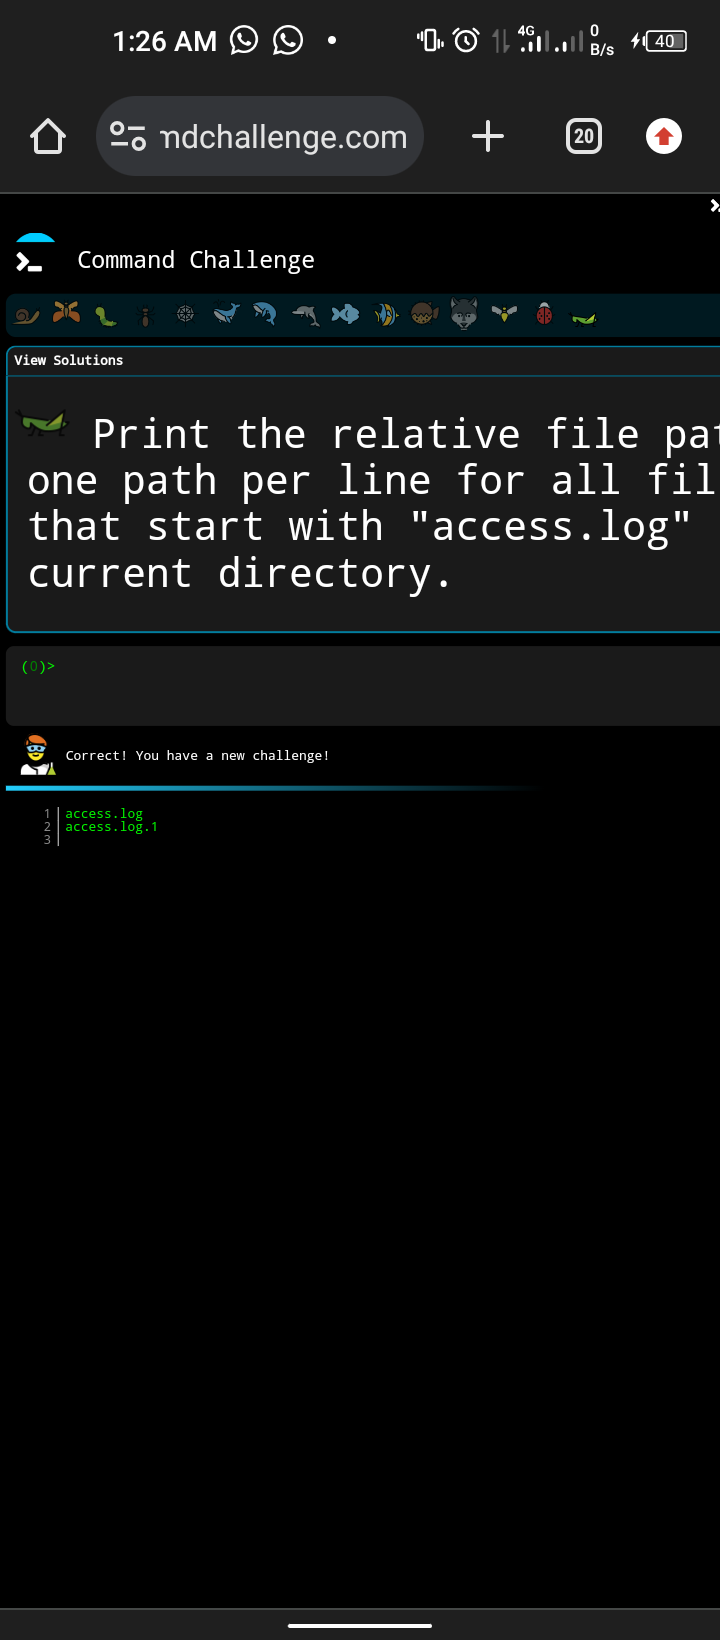 1:26 AM 4G 0 B/s 40
mdchallenge.com 20
Command Challenge
View Solutions
Print the relative file pat
one path per line for all fil
that start with "access.log"
current directory.
(0)>
Correct! You have a new challenge!
1 access.log
2 access.log.1
3